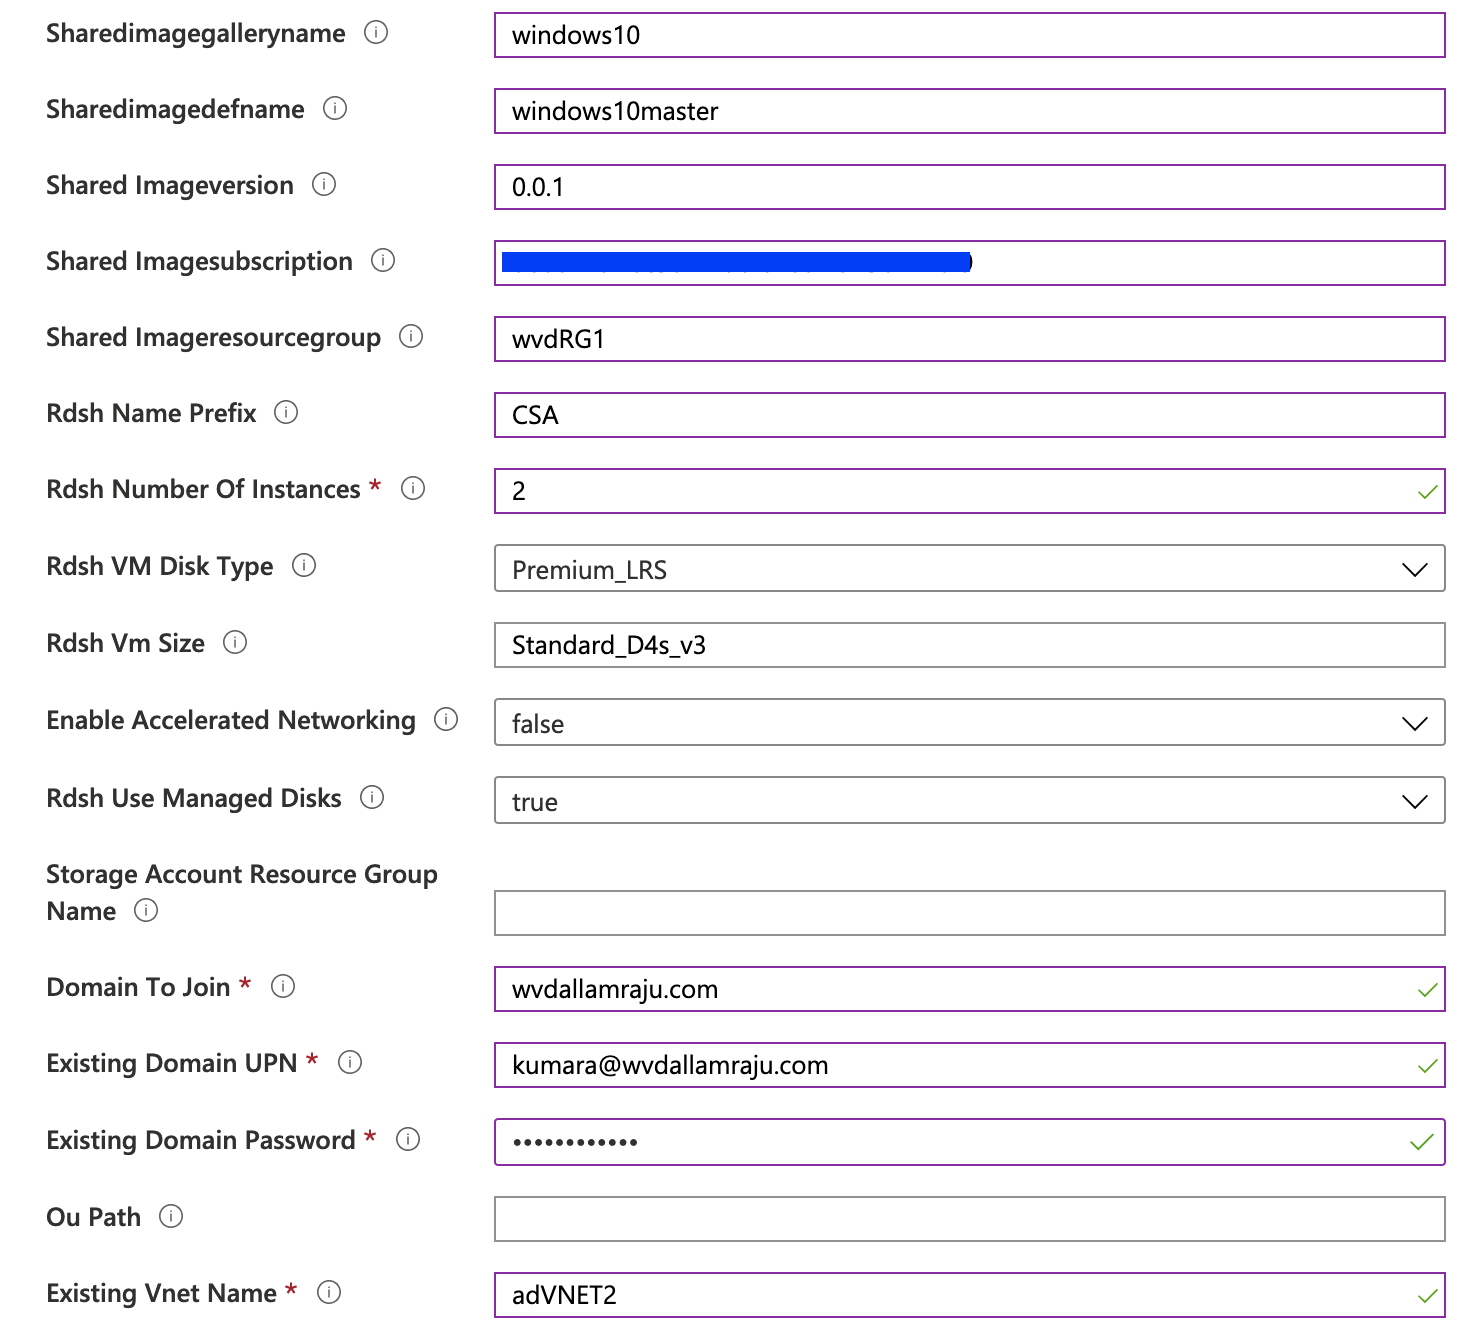 Sharedimagegalleryname
windows10
Sharedimagedefname
windows10master
Shared Imageversion
0.0.1
Shared Imagesubscription
Shared Imageresourcegroup
wvdRG1
Rdsh Name Prefix
CSA
Rdsh Number Of Instances *
2
Rdsh VM Disk Type
Premium_LRS
Rdsh Vm Size
Standard_D4s_v3
Enable Accelerated Networking
false
Rdsh Use Managed Disks
true
Storage Account Resource Group
Name
Domain To Join *
wvdallamraju.com
Existing Domain UPN *
kumara@wvdallamraju.com
Existing Domain Password *
••••••••••••
Ou Path
Existing Vnet Name *
adVNET2